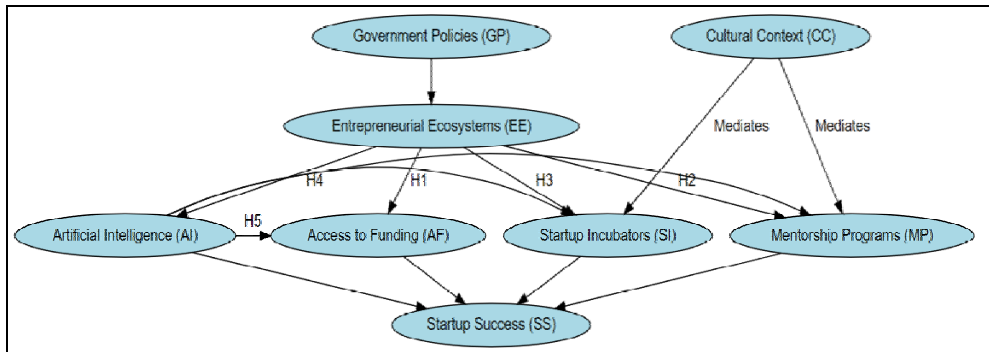 Government Policies (GP)
Cultural Context (CC)
Entrepreneurial Ecosystems (EE)
Mediates
Mediates
H4
H1
H3
H2
H5
Artificial Intelligence (AI)
Access to Funding (AF)
Startup Incubators (SI)
Mentorship Programs (MP)
Startup Success (SS)